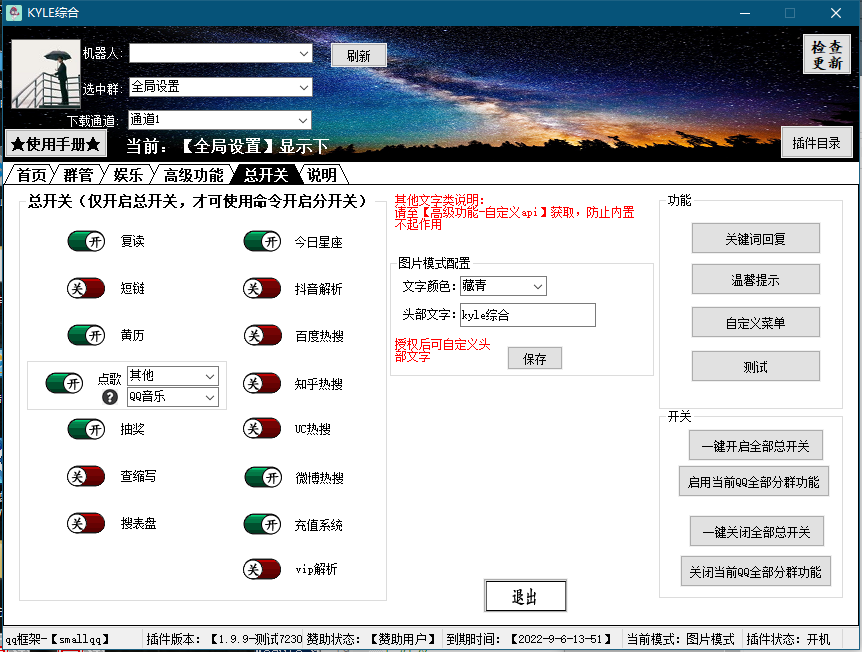 KYLE综合
机器人:
刷新
检查
更新
选中群:
全局设置
下载通道:
通道1
★使用手册★
当前：【全局设置】显示下
插件目录
首页
群管
娱乐
高级功能
总开关
说明
总开关（仅开启总开关，才可使用命令开启分开关）
开
复读
开
今日星座
关
短链
关
抖音解析
开
黄历
关
百度热搜
开
点歌
其他
?
QQ音乐
关
知乎热搜
开
抽奖
关
UC热搜
关
查缩写
开
微博热搜
关
搜表盘
开
充值系统
关
vip解析
其他文字类说明:
请至【高级功能-自定义api】获取，防止内置
不起作用
图片模式配置
文字颜色:
藏青
头部文字:
kyle综合
授权后可自定义头
部文字
保存
功能
关键词回复
温馨提示
自定义菜单
测试
开关
一键开启全部总开关
启用当前QQ全部分群功能
一键关闭全部总开关
关闭当前QQ全部分群功能
退出
qq框架-【smallqq】
插件版本: 【1.9.9-测试7230
赞助状态: 【赞助用户】
到期时间: 【2022-9-6-13-51】
当前模式: 图片模式
插件状态: 开机